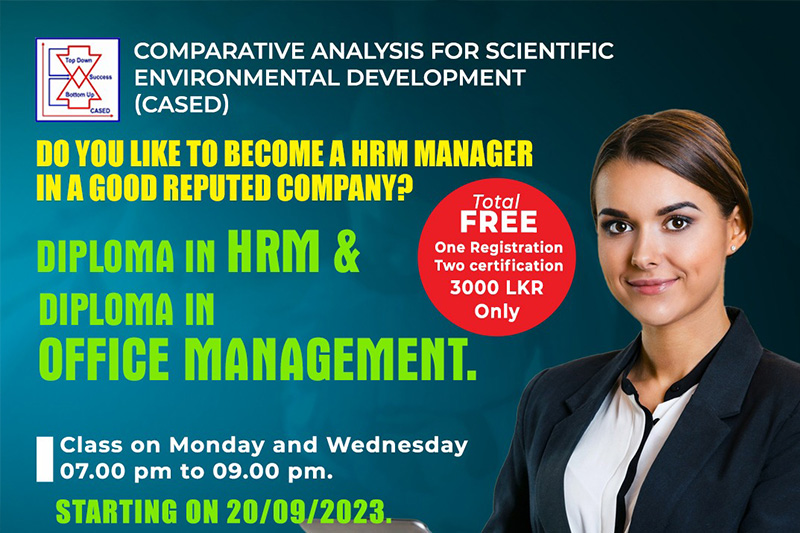 Top Down
Success
Bottom Up
CASED
COMPARATIVE ANALYSIS FOR SCIENTIFIC
ENVIRONMENTAL DEVELOPMENT
(CASED)
DO YOU LIKE TO BECOME A HRM MANAGER
IN A GOOD REPUTED COMPANY?
Total
FREE
One Registration
Two certification
3000 LKR
Only
DIPLOMA IN HRM &
DIPLOMA IN
OFFICE MANAGEMENT.
Class on Monday and Wednesday
07.00 pm to 09.00 pm.
STARTING ON 20/09/2023.